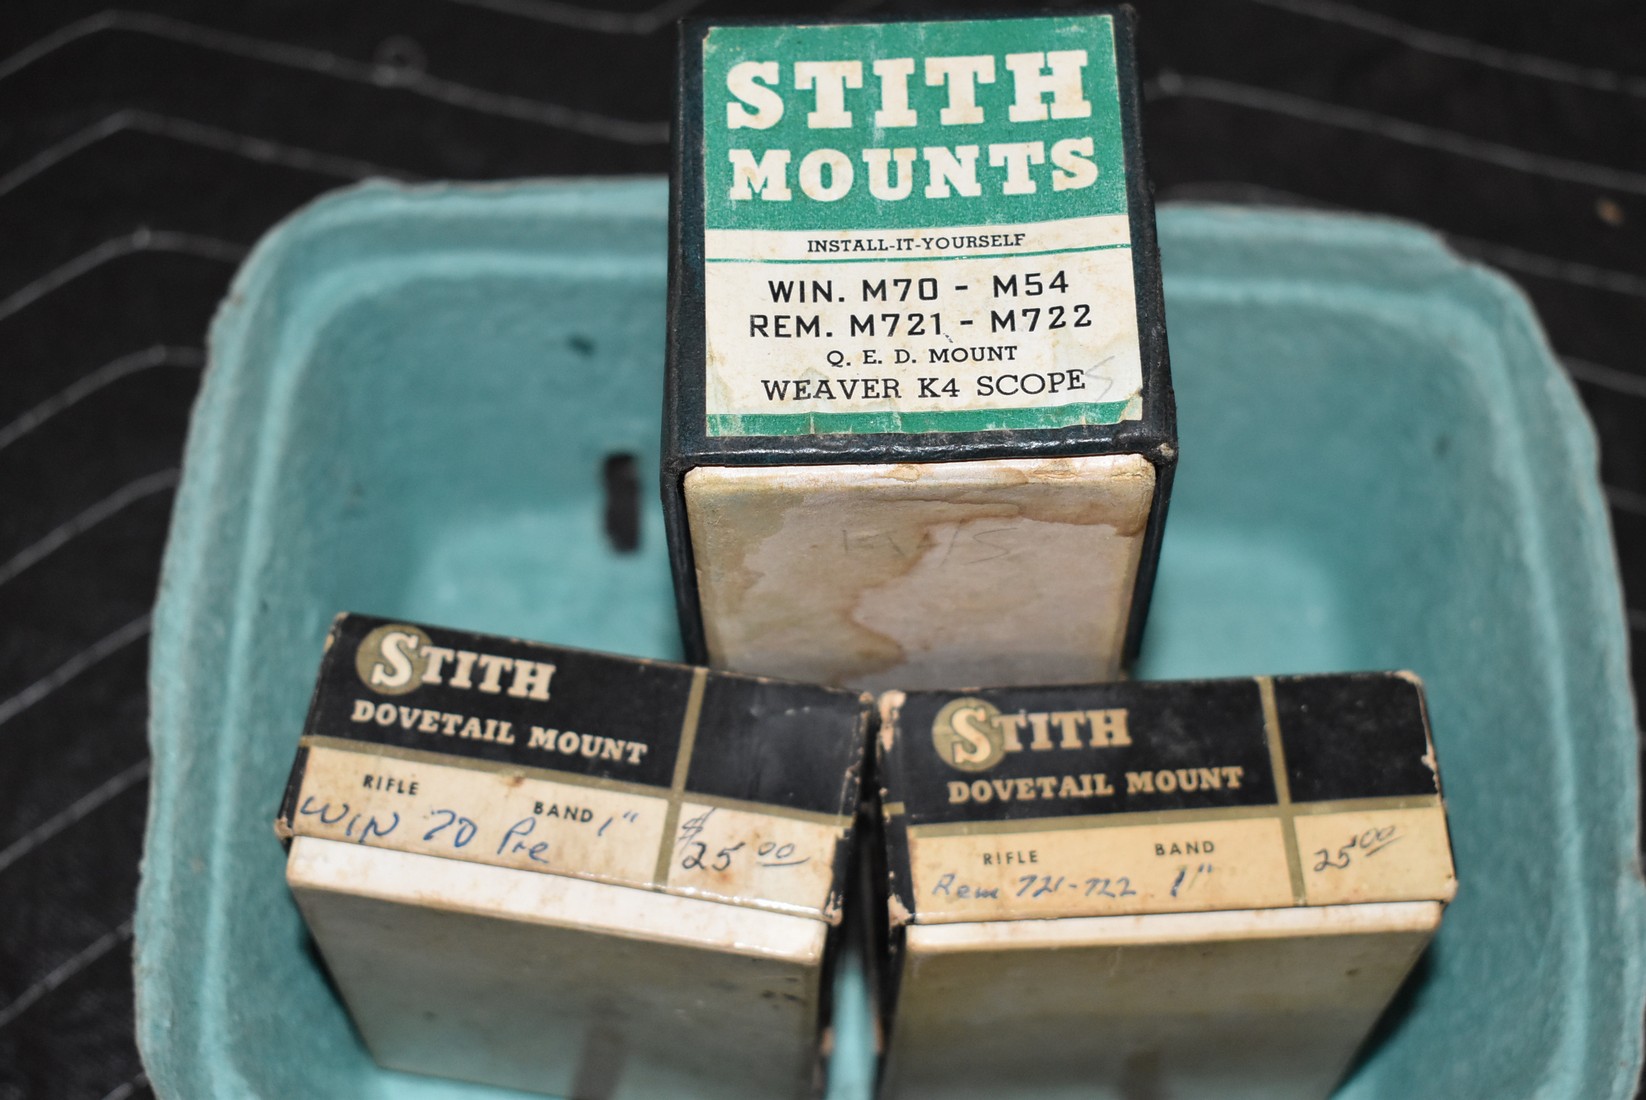 STITH
MOUNTS
INSTALL-IT-YOURSELF
WIN. M70 - M54
REM. M721 - M722
Q. E. D. MOUNT
WEAVER K4 SCOPE
STITH
DOVETAIL MOUNT
RIFLE BAND
WIN 70 Pre 1" $25.00
STITH
DOVETAIL MOUNT
RIFLE BAND
Rem 721-722 1" 25.00